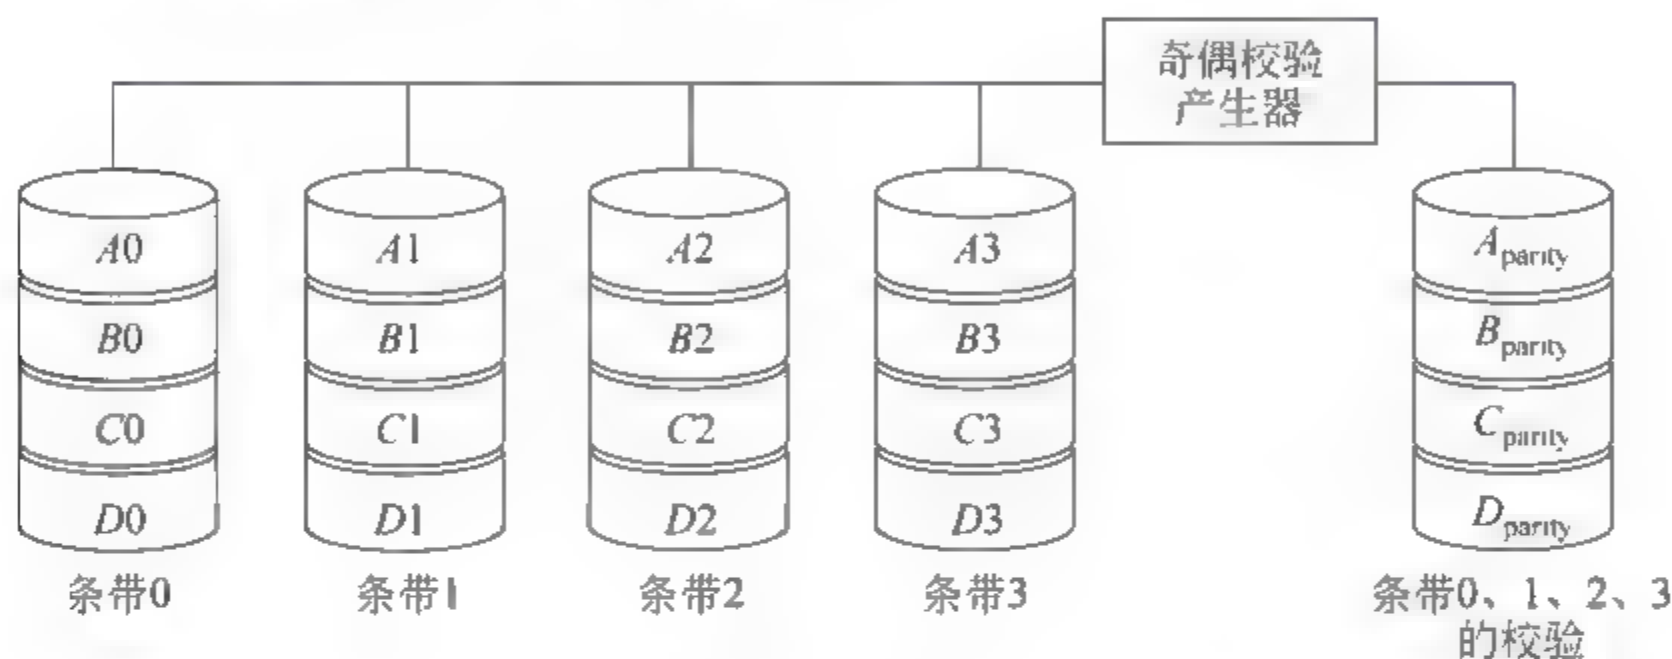 奇偶校验
产生器
A0 A1 A2 A3 Aparity
B0 B1 B2 B3 Bparity
C0 C1 C2 C3 Cparity
D0 D1 D2 D3 Dparity
条带0 条带1 条带2 条带3 条带0、1、2、3
的校验